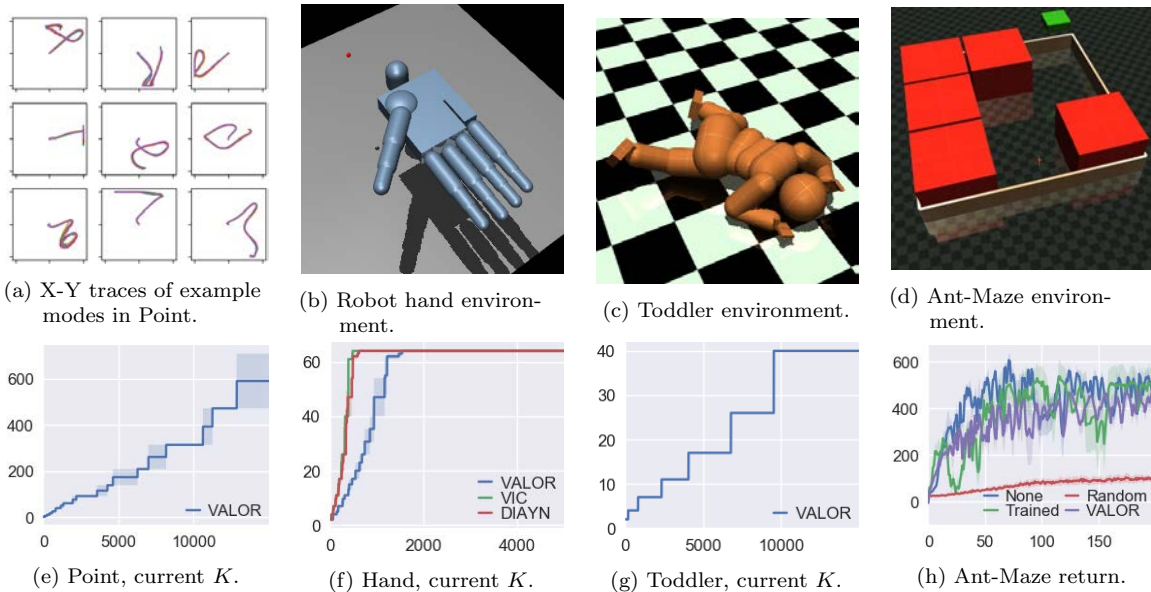 (a) X-Y traces of example
modes in Point.
(b) Robot hand environ-
ment.
(c) Toddler environment.
(d) Ant-Maze environ-
ment.
600
400
200
0
0
5000
10000
VALOR
(e) Point, current K.
60
40
20
0
0
2000
4000
VALOR
VIC
DIAYN
(f) Hand, current K.
40
30
20
10
0
0
5000
10000
VALOR
(g) Toddler, current K.
600
400
200
0
0
50
100
150
None
Random
Trained
VALOR
(h) Ant-Maze return.